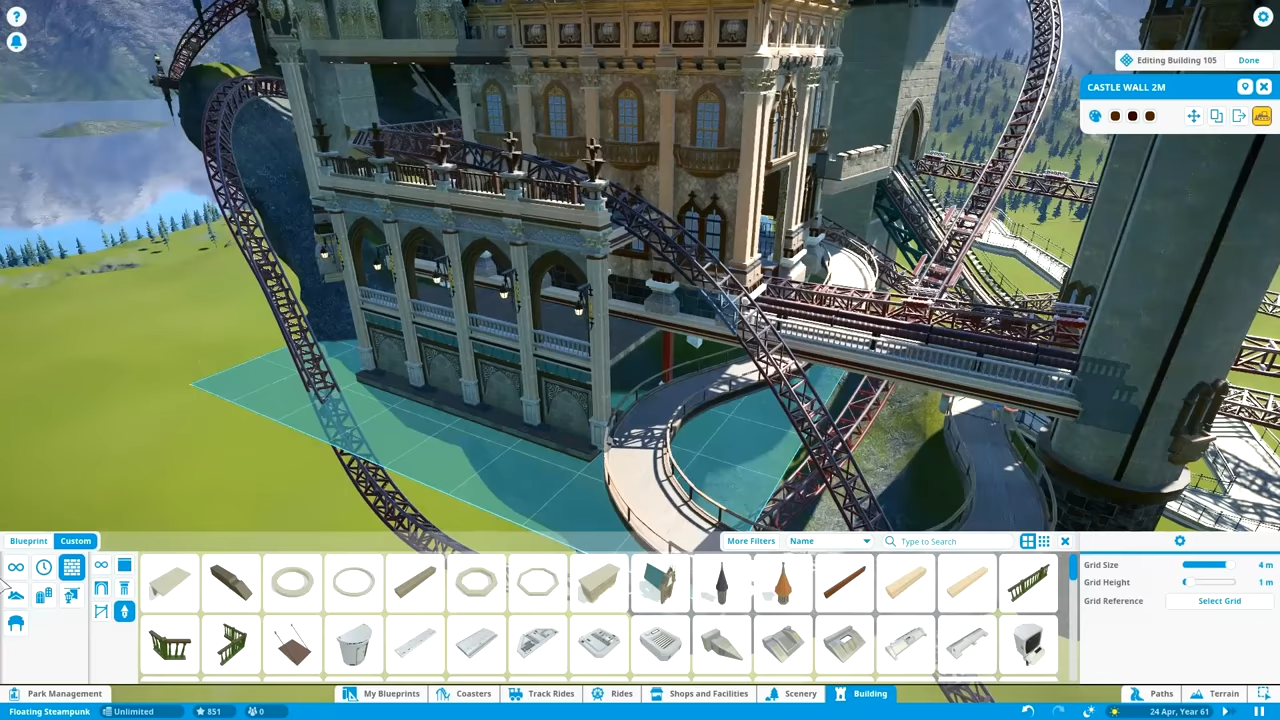 ?
Editing Building 105 Done
CASTLE WALL 2M
Blueprint Custom More Filters Name Type to Search
Grid Size 4 m
Grid Height 1 m
Grid Reference Select Grid
Park Management My Blueprints Coasters Track Rides Rides Shops and Facilities Scenery Building Paths Terrain
Floating Steampunk Unlimited 851 0 24 Apr, Year 61